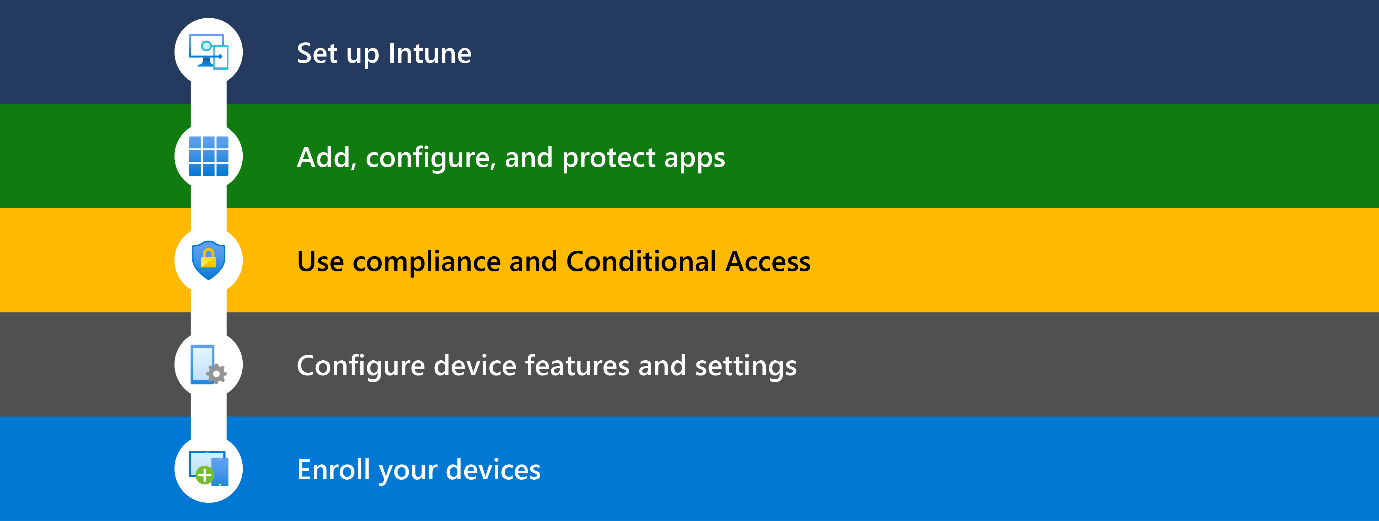 Set up Intune
Add, configure, and protect apps
Use compliance and Conditional Access
Configure device features and settings
Enroll your devices